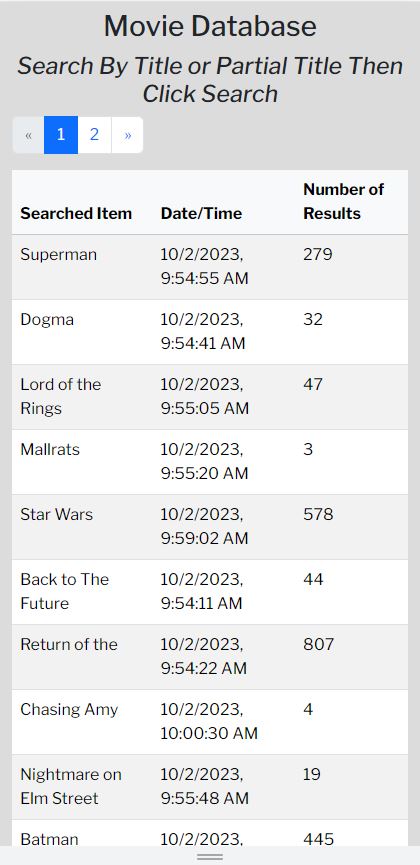 Movie Database
Search By Title or Partial Title Then
Click Search
« 1 2 »
Searched Item Date/Time Number of
Results
Superman 10/2/2023, 279
9:54:55 AM
Dogma 10/2/2023, 32
9:54:41 AM
Lord of the 10/2/2023, 47
Rings 9:55:05 AM
Mallrats 10/2/2023, 3
9:55:20 AM
Star Wars 10/2/2023, 578
9:59:02 AM
Back to The 10/2/2023, 44
Future 9:54:11 AM
Return of the 10/2/2023, 807
9:54:22 AM
Chasing Amy 10/2/2023, 4
10:00:30 AM
Nightmare on 10/2/2023, 19
Elm Street 9:55:48 AM
Batman 10/2/2023, 445